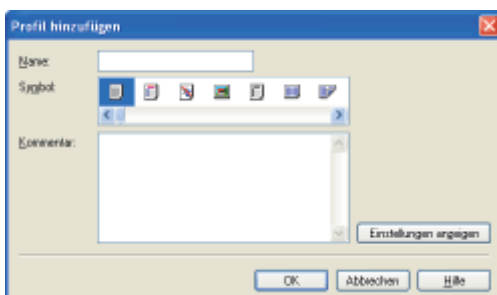 Profil hinzufügen
Name:
Symbol:
Kommentar:
Einstellungen anzeigen
OK
Abbrechen
Hilfe